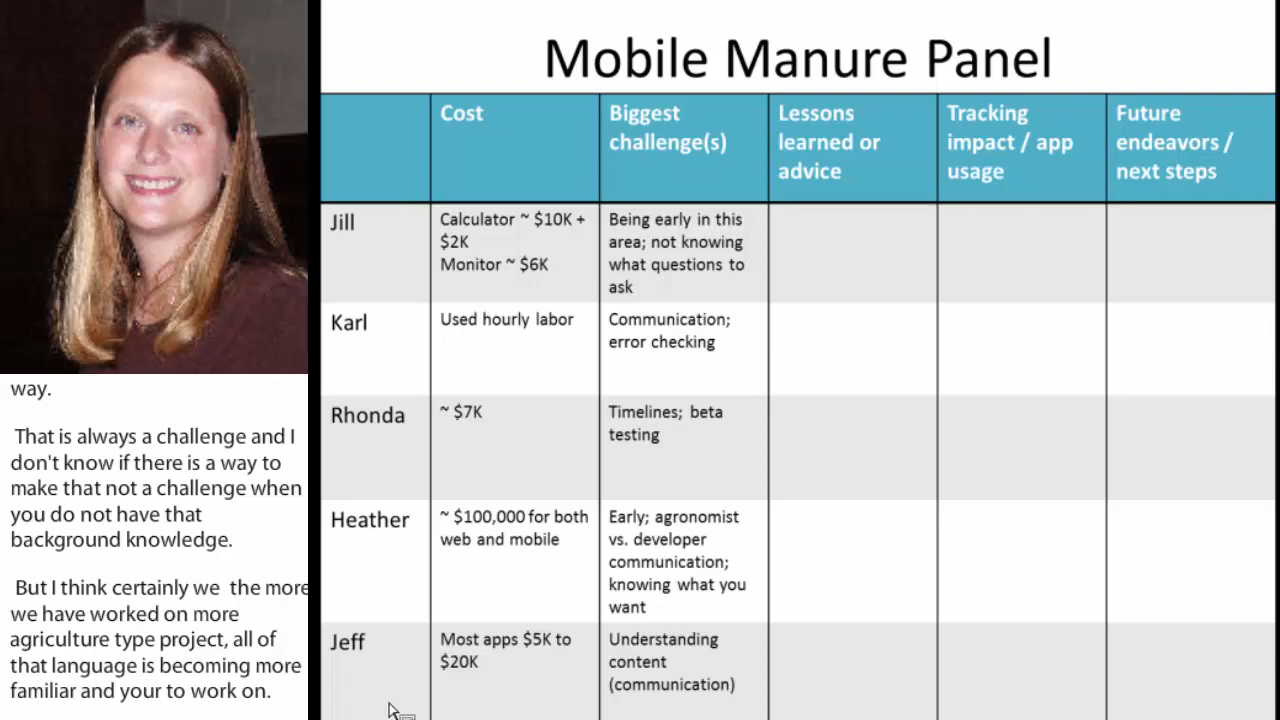 Mobile Manure Panel
Cost
Biggest
challenge(s)
Lessons
learned or
advice
Tracking
impact / app
usage
Future
endeavors /
next steps
Jill
Calculator ~ $10K +
$2K
Monitor ~ $6K
Being early in this
area; not knowing
what questions to
ask
Karl
Used hourly labor
Communication;
error checking
Rhonda
~ $7K
Timelines; beta
testing
Heather
~ $100,000 for both
web and mobile
Early; agronomist
vs. developer
communication;
knowing what you
want
Jeff
Most apps $5K to
$20K
Understanding
content
(communication)
way.
That is always a challenge and I
don't know if there is a way to
make that not a challenge when
you do not have that
background knowledge.
But I think certainly we  the more
we have worked on more
agriculture type project, all of
that language is becoming more
familiar and your to work on.